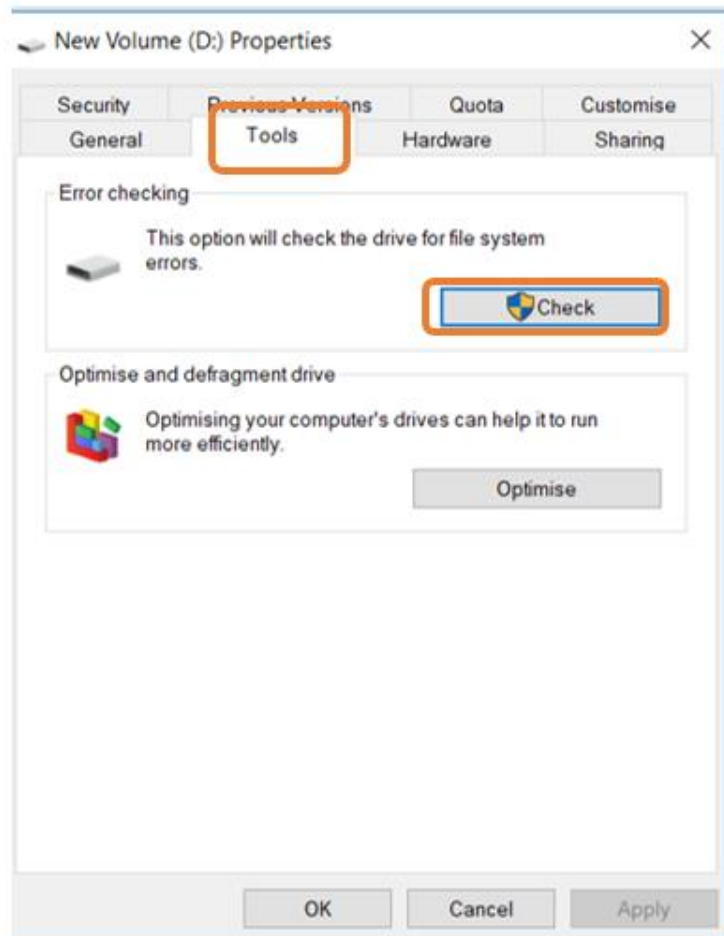 New Volume (D:) Properties
Security Previous Versions Quota Customise
General Tools Hardware Sharing
Error checking
This option will check the drive for file system
errors.
Check
Optimise and defragment drive
Optimising your computer's drives can help it to run
more efficiently.
Optimise
OK Cancel Apply